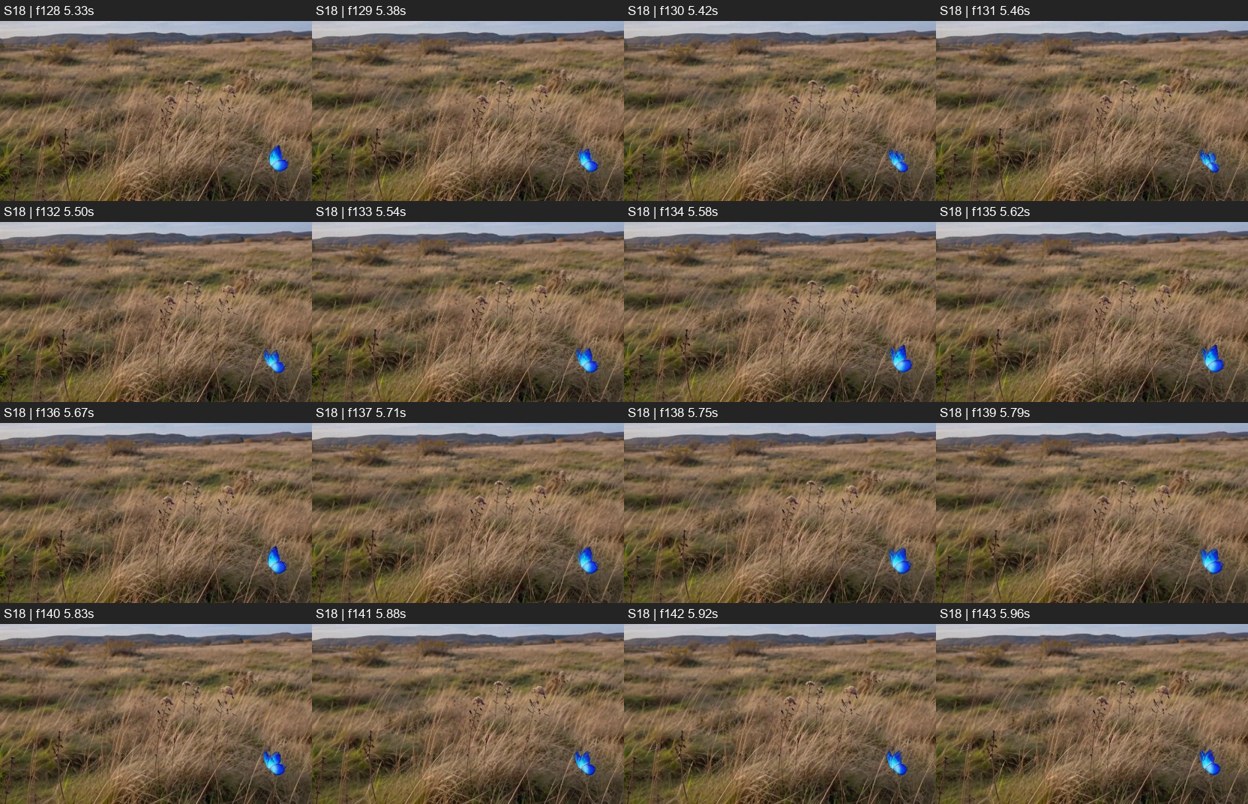 S18 | f128 5.33s
S18 | f129 5.38s
S18 | f130 5.42s
S18 | f131 5.46s
S18 | f132 5.50s
S18 | f133 5.54s
S18 | f134 5.58s
S18 | f135 5.62s
S18 | f136 5.67s
S18 | f137 5.71s
S18 | f138 5.75s
S18 | f139 5.79s
S18 | f140 5.83s
S18 | f141 5.88s
S18 | f142 5.92s
S18 | f143 5.96s